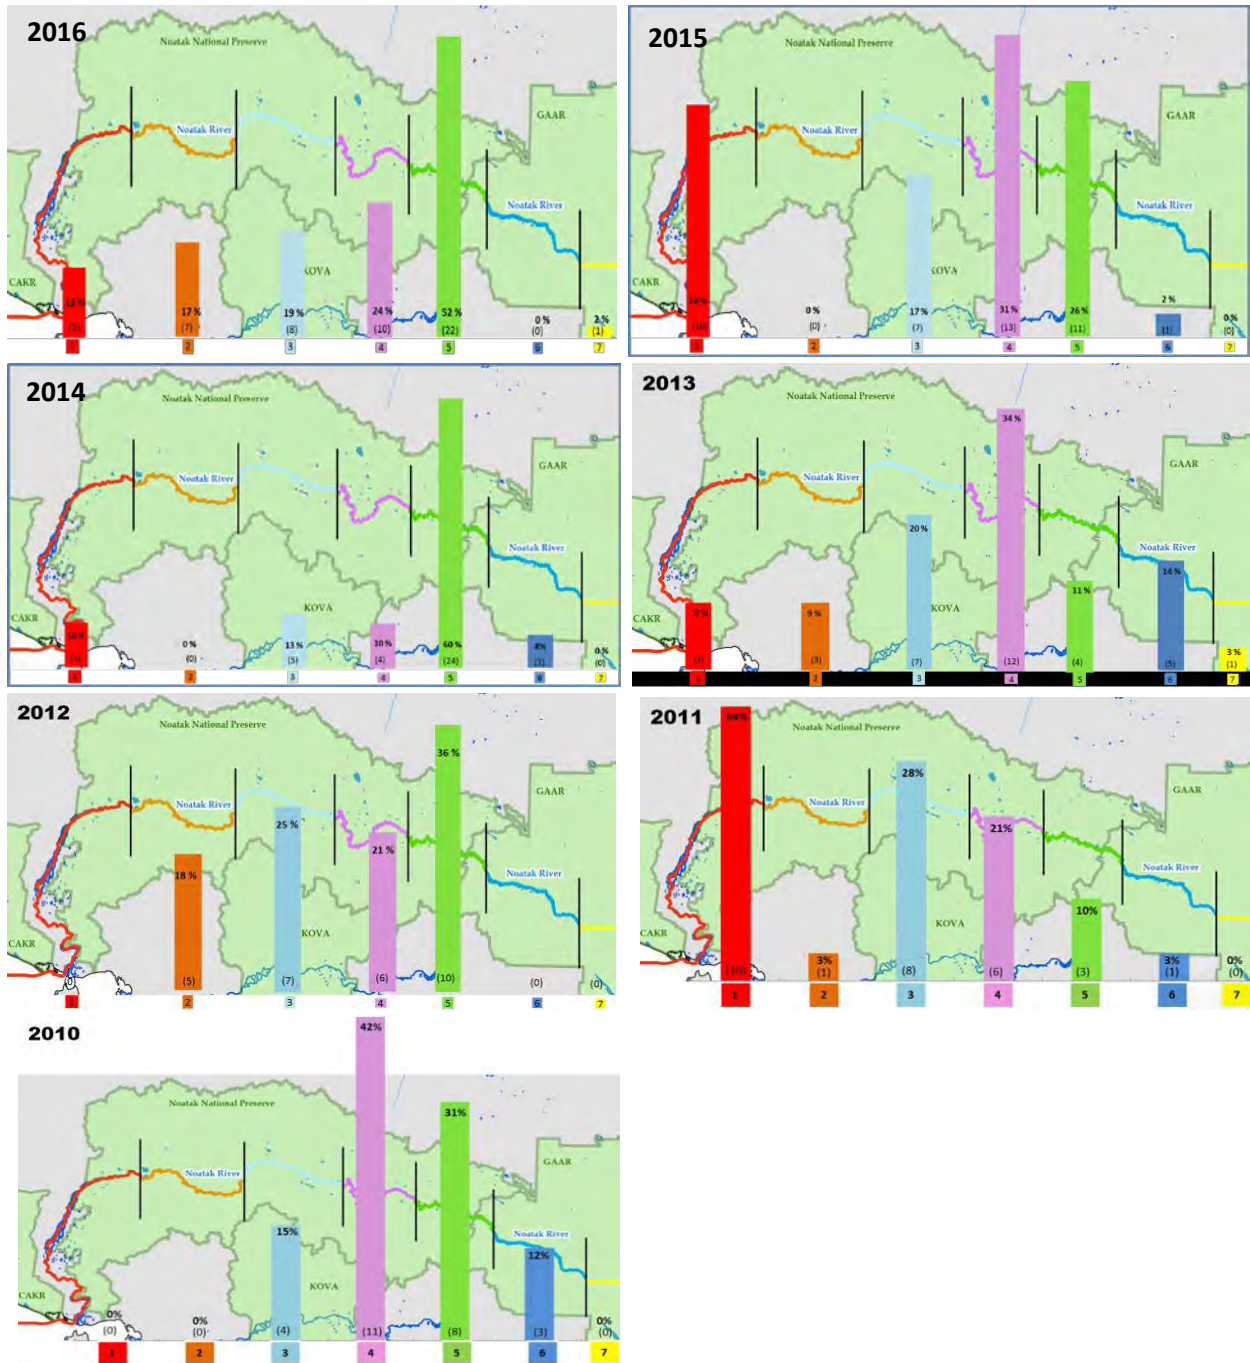 2016
Noatak National Preserve
GAAR
Noatak River
Noatak River
KOVA
CAKR
12% 17% 19% 24% 52% 0% 2%
(7) (8) (10) (22) (0) (1)
1 2 3 4 5 6 7
2015
Noatak National Preserve
GAAR
Noatak River
Noatak River
KOVA
CAKR
0% 17% 31% 26% 2% 0%
(0) (7) (13) (11) (1) (0)
1 2 3 4 5 6 7
2014
Noatak National Preserve
GAAR
Noatak River
Noatak River
KOVA
CAKR
10% 0% 13% 10% 60% 8% 0%
(4) (0) (5) (4) (24) (3) (0)
1 2 3 4 5 6 7
2013
Noatak National Preserve
GAAR
Noatak River
Noatak River
KOVA
CAKR
9% 9% 20% 34% 11% 14% 3%
(3) (3) (7) (12) (4) (5) (1)
1 2 3 4 5 6 7
2012
Noatak National Preserve
GAAR
Noatak River
Noatak River
KOVA
CAKR
18% 25% 21% 36%
(5) (7) (6) (10) (0) (0)
1 2 3 4 5 6 7
2011
Noatak National Preserve
GAAR
Noatak River
Noatak River
KOVA
CAKR
3% 28% 21% 10% 3% 0%
(10) (1) (8) (6) (3) (1) (0)
1 2 3 4 5 6 7
2010
Noatak National Preserve
GAAR
Noatak River
Noatak River
KOVA
CAKR
0% 0% 15% 42% 31% 12% 0%
(0) (0) (4) (11) (8) (3) (0)
1 2 3 4 5 6 7